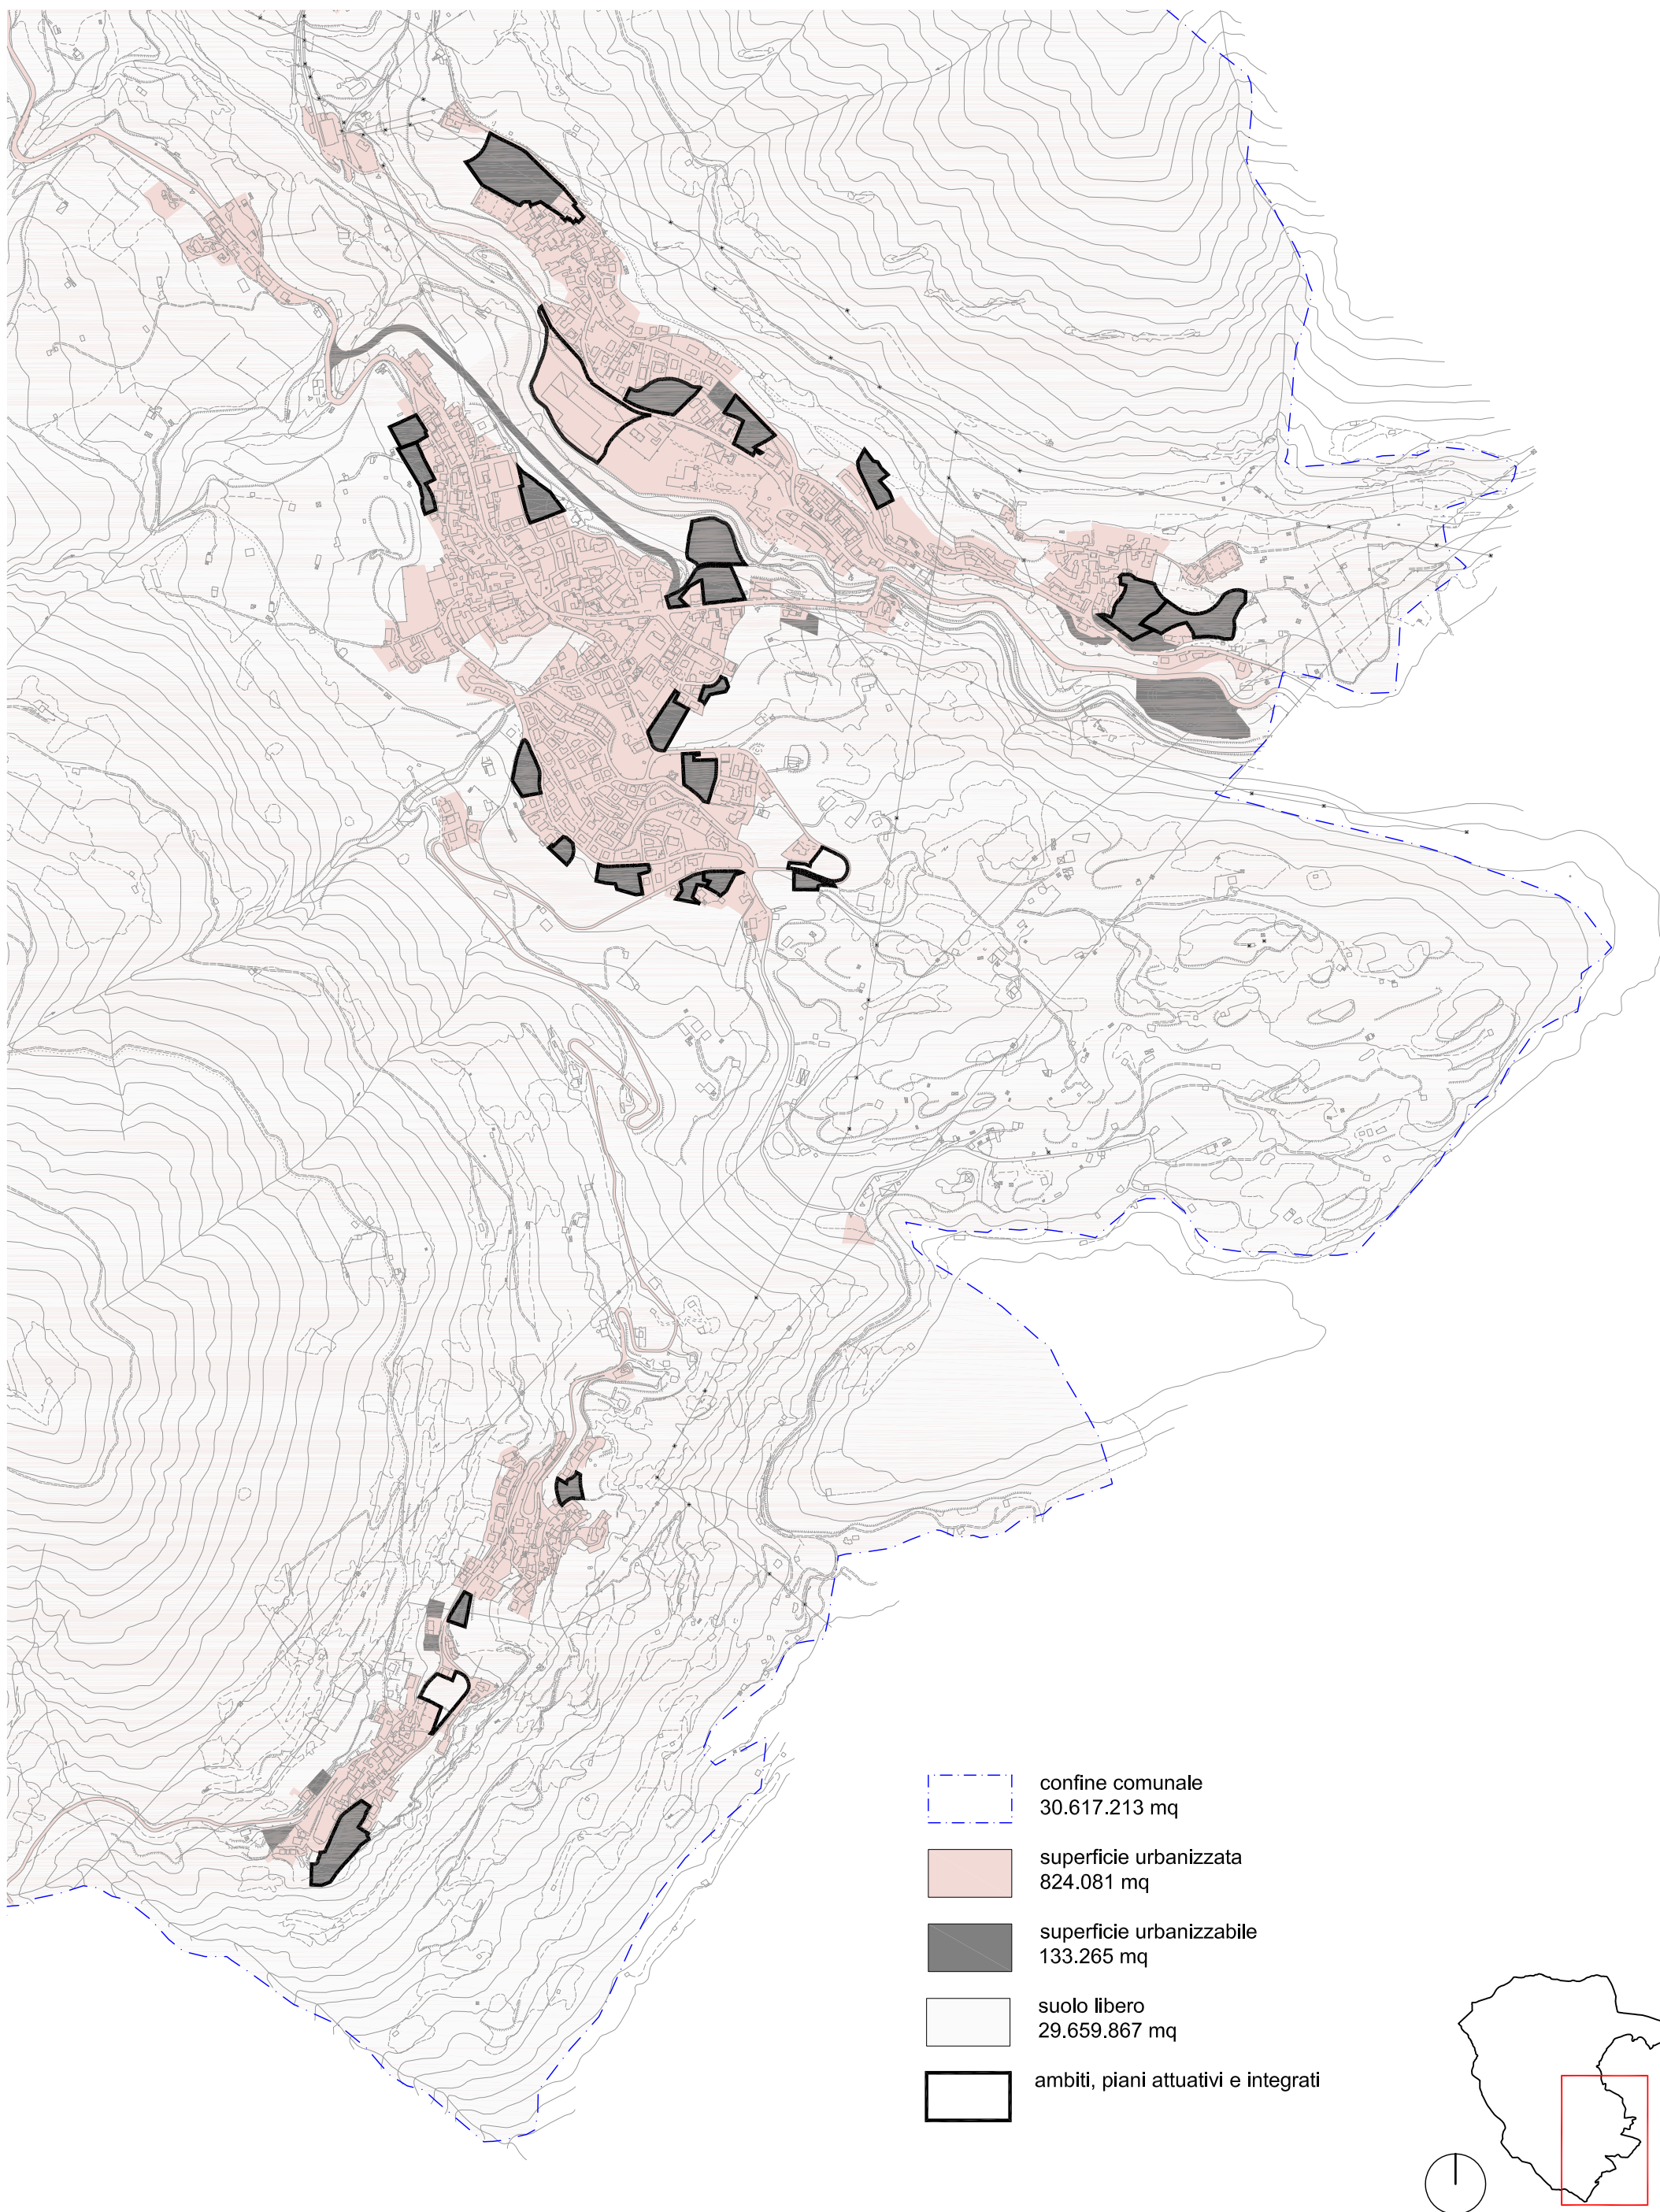 confine comunale
30.617.213 mq
superficie urbanizzata
824.081 mq
superficie urbanizzabile
133.265 mq
suolo libero
29.659.867 mq
ambiti, piani attuativi e integrati